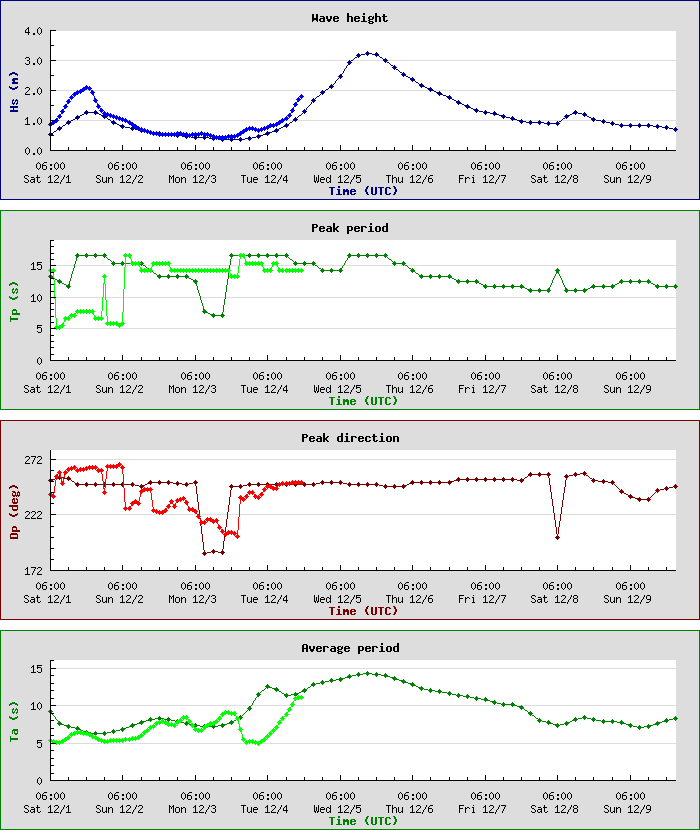 Wave height
4.0
3.0
2.0
1.0
0.0
Hs (m)
06:00 06:00 06:00 06:00 06:00 06:00 06:00 06:00 06:00
Sat 12/1 Sun 12/2 Mon 12/3 Tue 12/4 Wed 12/5 Thu 12/6 Fri 12/7 Sat 12/8 Sun 12/9
Time (UTC)
Peak period
15
10
5
0
Tp (s)
06:00 06:00 06:00 06:00 06:00 06:00 06:00 06:00 06:00
Sat 12/1 Sun 12/2 Mon 12/3 Tue 12/4 Wed 12/5 Thu 12/6 Fri 12/7 Sat 12/8 Sun 12/9
Time (UTC)
Peak direction
272
222
172
Dp (deg)
06:00 06:00 06:00 06:00 06:00 06:00 06:00 06:00 06:00
Sat 12/1 Sun 12/2 Mon 12/3 Tue 12/4 Wed 12/5 Thu 12/6 Fri 12/7 Sat 12/8 Sun 12/9
Time (UTC)
Average period
15
10
5
0
Ta (s)
06:00 06:00 06:00 06:00 06:00 06:00 06:00 06:00 06:00
Sat 12/1 Sun 12/2 Mon 12/3 Tue 12/4 Wed 12/5 Thu 12/6 Fri 12/7 Sat 12/8 Sun 12/9
Time (UTC)